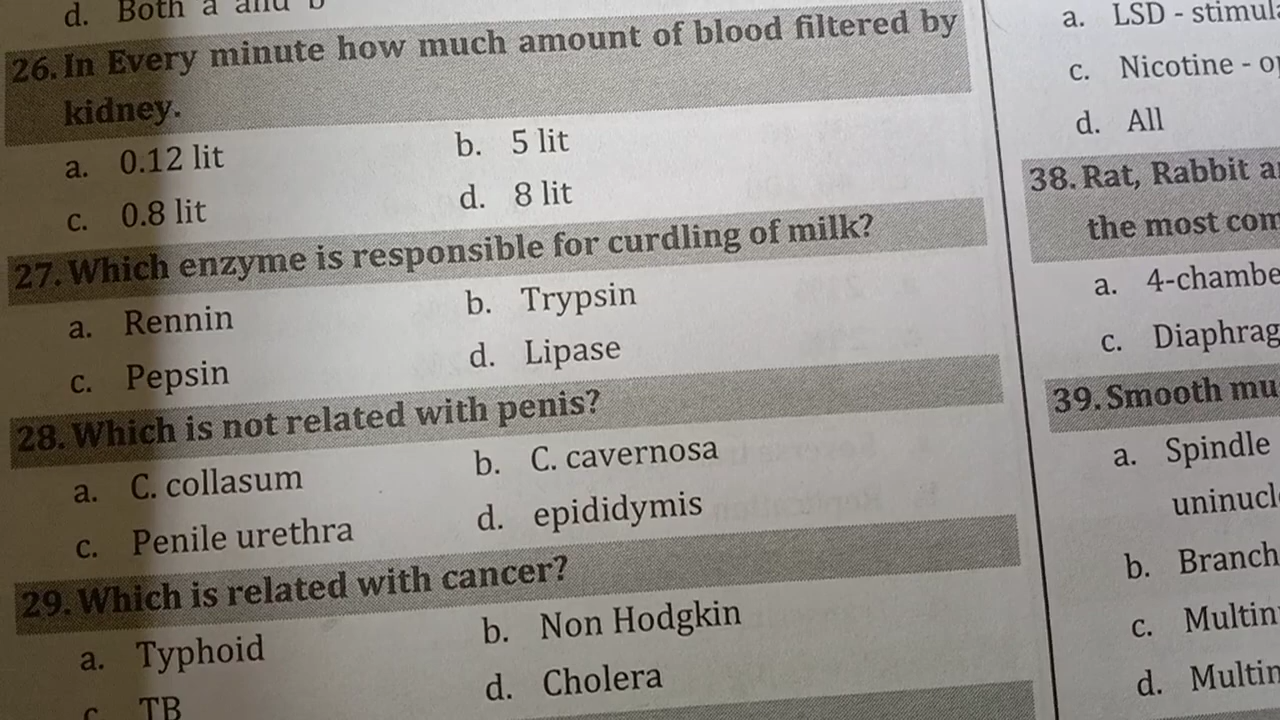 d. Both a and b
26. In Every minute how much amount of blood filtered by
kidney.
a. 0.12 lit b. 5 lit
c. 0.8 lit d. 8 lit
27. Which enzyme is responsible for curdling of milk?
a. Rennin b. Trypsin
c. Pepsin d. Lipase
28. Which is not related with penis?
a. C. collasum b. C. cavernosa
c. Penile urethra d. epididymis
29. Which is related with cancer?
a. Typhoid b. Non Hodgkin
c. TB d. Cholera
a. LSD - stimul
c. Nicotine - o
d. All
38. Rat, Rabbit a
the most com
a. 4-chambe
c. Diaphrag
39. Smooth mu
a. Spindle
uninucl
b. Branch
c. Multin
d. Multin